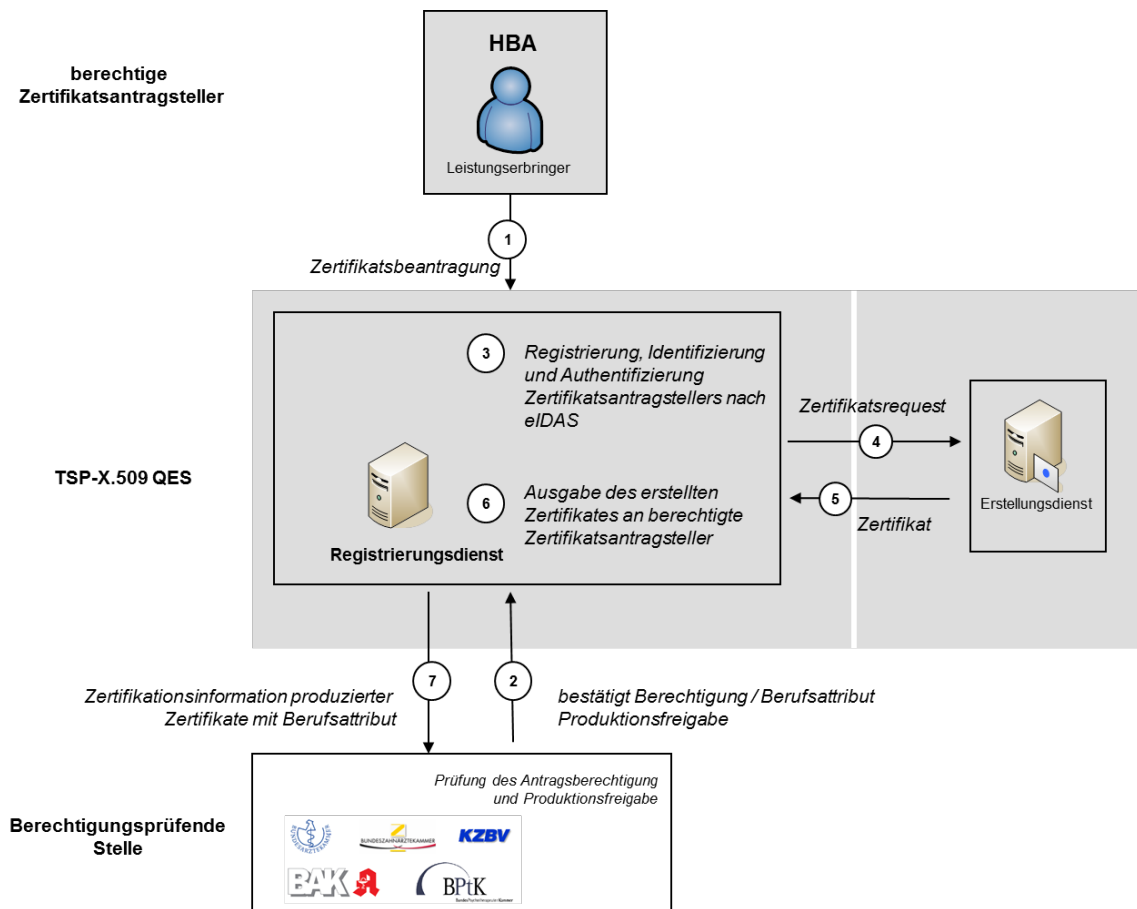 HBA
berechtige
Zertifikatsantragsteller
Leistungserbringer
1
Zertifikatsbeantragung
3
Registrierung, Identifizierung
und Authentifizierung
Zertifikatsantragstellers nach
eIDAS
Zertifikatsrequest
4
TSP-X.509 QES
6
Ausgabe des erstellten
Zertifikates an berechtigte
Zertifikatsantragsteller
5
Zertifikat
Erstellungsdienst
Registrierungsdienst
7
2
Zertifikationsinformation produzierter
Zertifikate mit Berufsattribut
bestätigt Berechtigung / Berufsattribut
Produktionsfreigabe
Prüfung des Antragsberechtigung
und Produktionsfreigabe
Berechtigungsprüfende
Stelle
BUNDESÄRZTEKAMMER
BUNDESZAHNÄRZTEKAMMER
KZBV
BAK
BPtK